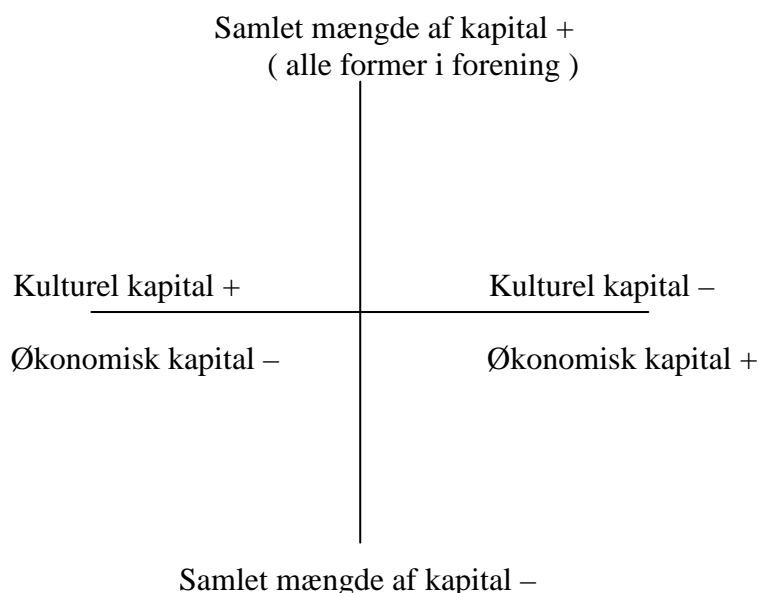 Samlet mængde af kapital +
( alle former i forening )
Kulturel kapital +
Kulturel kapital –
Økonomisk kapital –
Økonomisk kapital +
Samlet mængde af kapital –